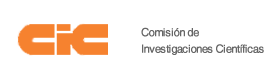 CIC
Comisión de
Investigaciones Científicas